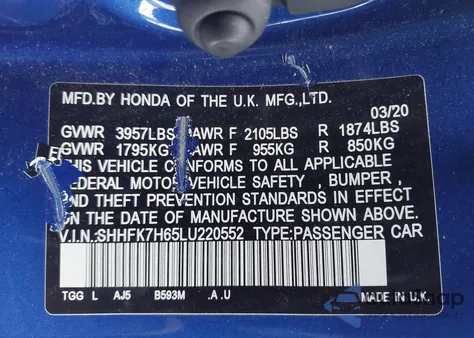 MFD.BY HONDA OF THE U.K. MFG.,LTD.
03/20
GVWR 3957LBS GAWR F 2105LBS R 1874LBS
GVWR 1795KG GAWR F 955KG R 850KG
THIS VEHICLE CONFORMS TO ALL APPLICABLE
FEDERAL MOTOR VEHICLE SAFETY , BUMPER ,
AND THEFT PREVENTION STANDARDS IN EFFECT
ON THE DATE OF MANUFACTURE SHOWN ABOVE.
V.I.N.:SHHFK7H65LU220552 TYPE:PASSENGER CAR
TGG L AJ5 B593M .A .U MADE IN U.K.